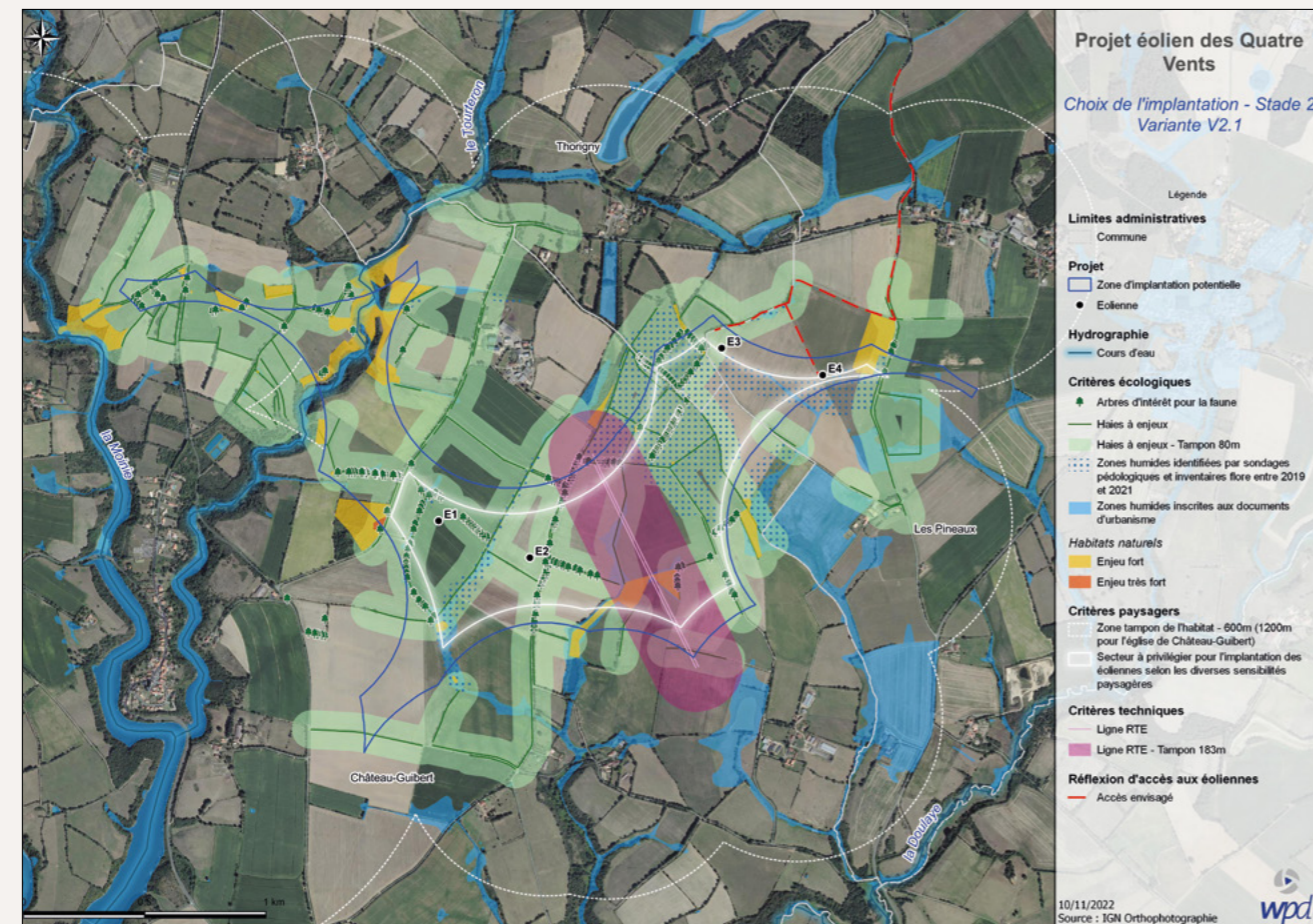 Projet éolien des Quatre
Vents
Choix de l'implantation - Stade 2
Variante V2.1
Légende
Limites administratives
Commune
Projet
Zone d'implantation potentielle
Eolienne
Hydrographie
Cours d'eau
Critères écologiques
Arbres d'intérêt pour la faune
Haies à enjeux
Haies à enjeux - Tampon 80m
Zones humides identifiées par sondages
pédologiques et inventaires flore entre 2019
et 2021
Zones humides inscrites aux documents
d'urbanisme
Habitats naturels
Enjeu fort
Enjeu très fort
Critères paysagers
Zone tampon de l'habitat - 600m (1200m
pour l'église de Château-Guibert)
Secteur à privilégier pour l'implantation des
éoliennes selon les diverses sensibilités
paysagères
Critères techniques
Ligne RTE
Ligne RTE - Tampon 183m
Réflexion d'accès aux éoliennes
Accès envisagé
10/11/2022
Source : IGN Orthophotographie
wpd
le Tourteron
Thorigny
la Moinie
E3
E4
E1
E2
Les Pineaux
Château-Guibert
la Doulaye
1 km